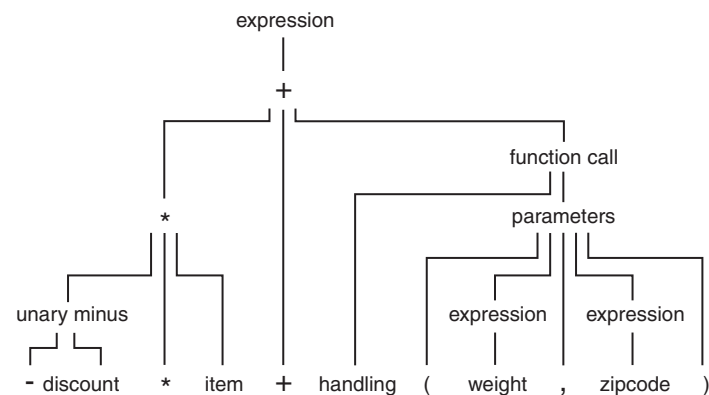 expression
+
function call
* parameters
unary minus expression expression
- discount * item + handling ( weight , zipcode )